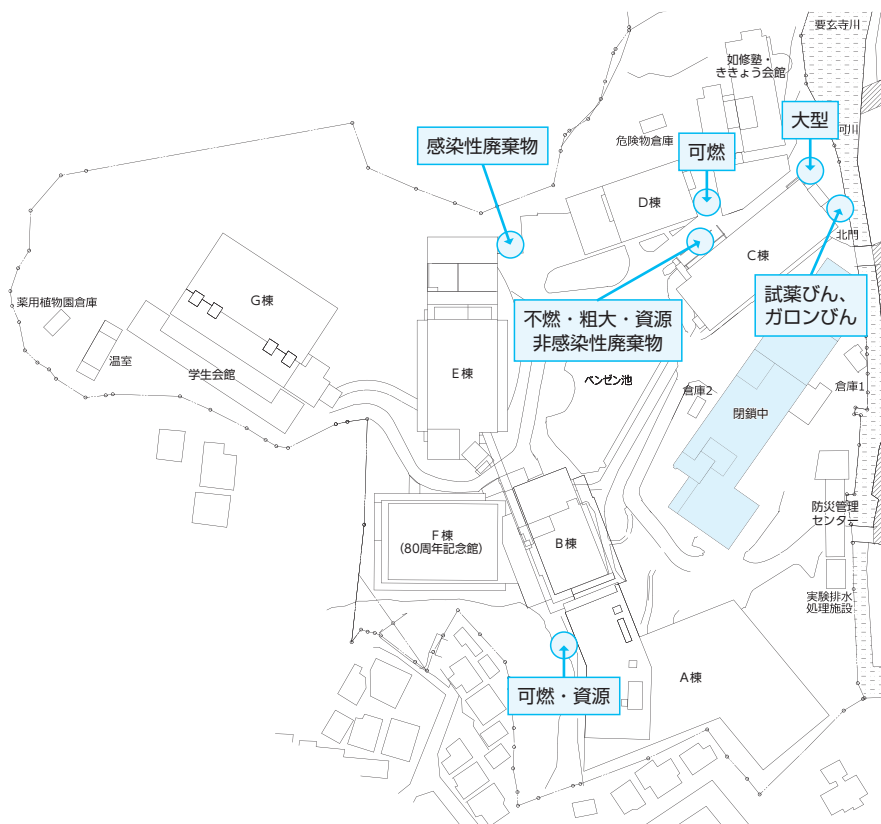 要玄寺川
如修塾・
ききょう会館
大型
河川
危険物倉庫
感染性廃棄物
可燃
D棟
北門
C棟
G棟
薬用植物園倉庫
試薬びん、
ガロンびん
不燃・粗大・資源
非感染性廃棄物
温室
学生会館
E棟
ベンゼン池
倉庫2
倉庫1
閉鎖中
防災管理
センター
F棟
(80周年記念館)
B棟
実験排水
処理施設
A棟
可燃・資源